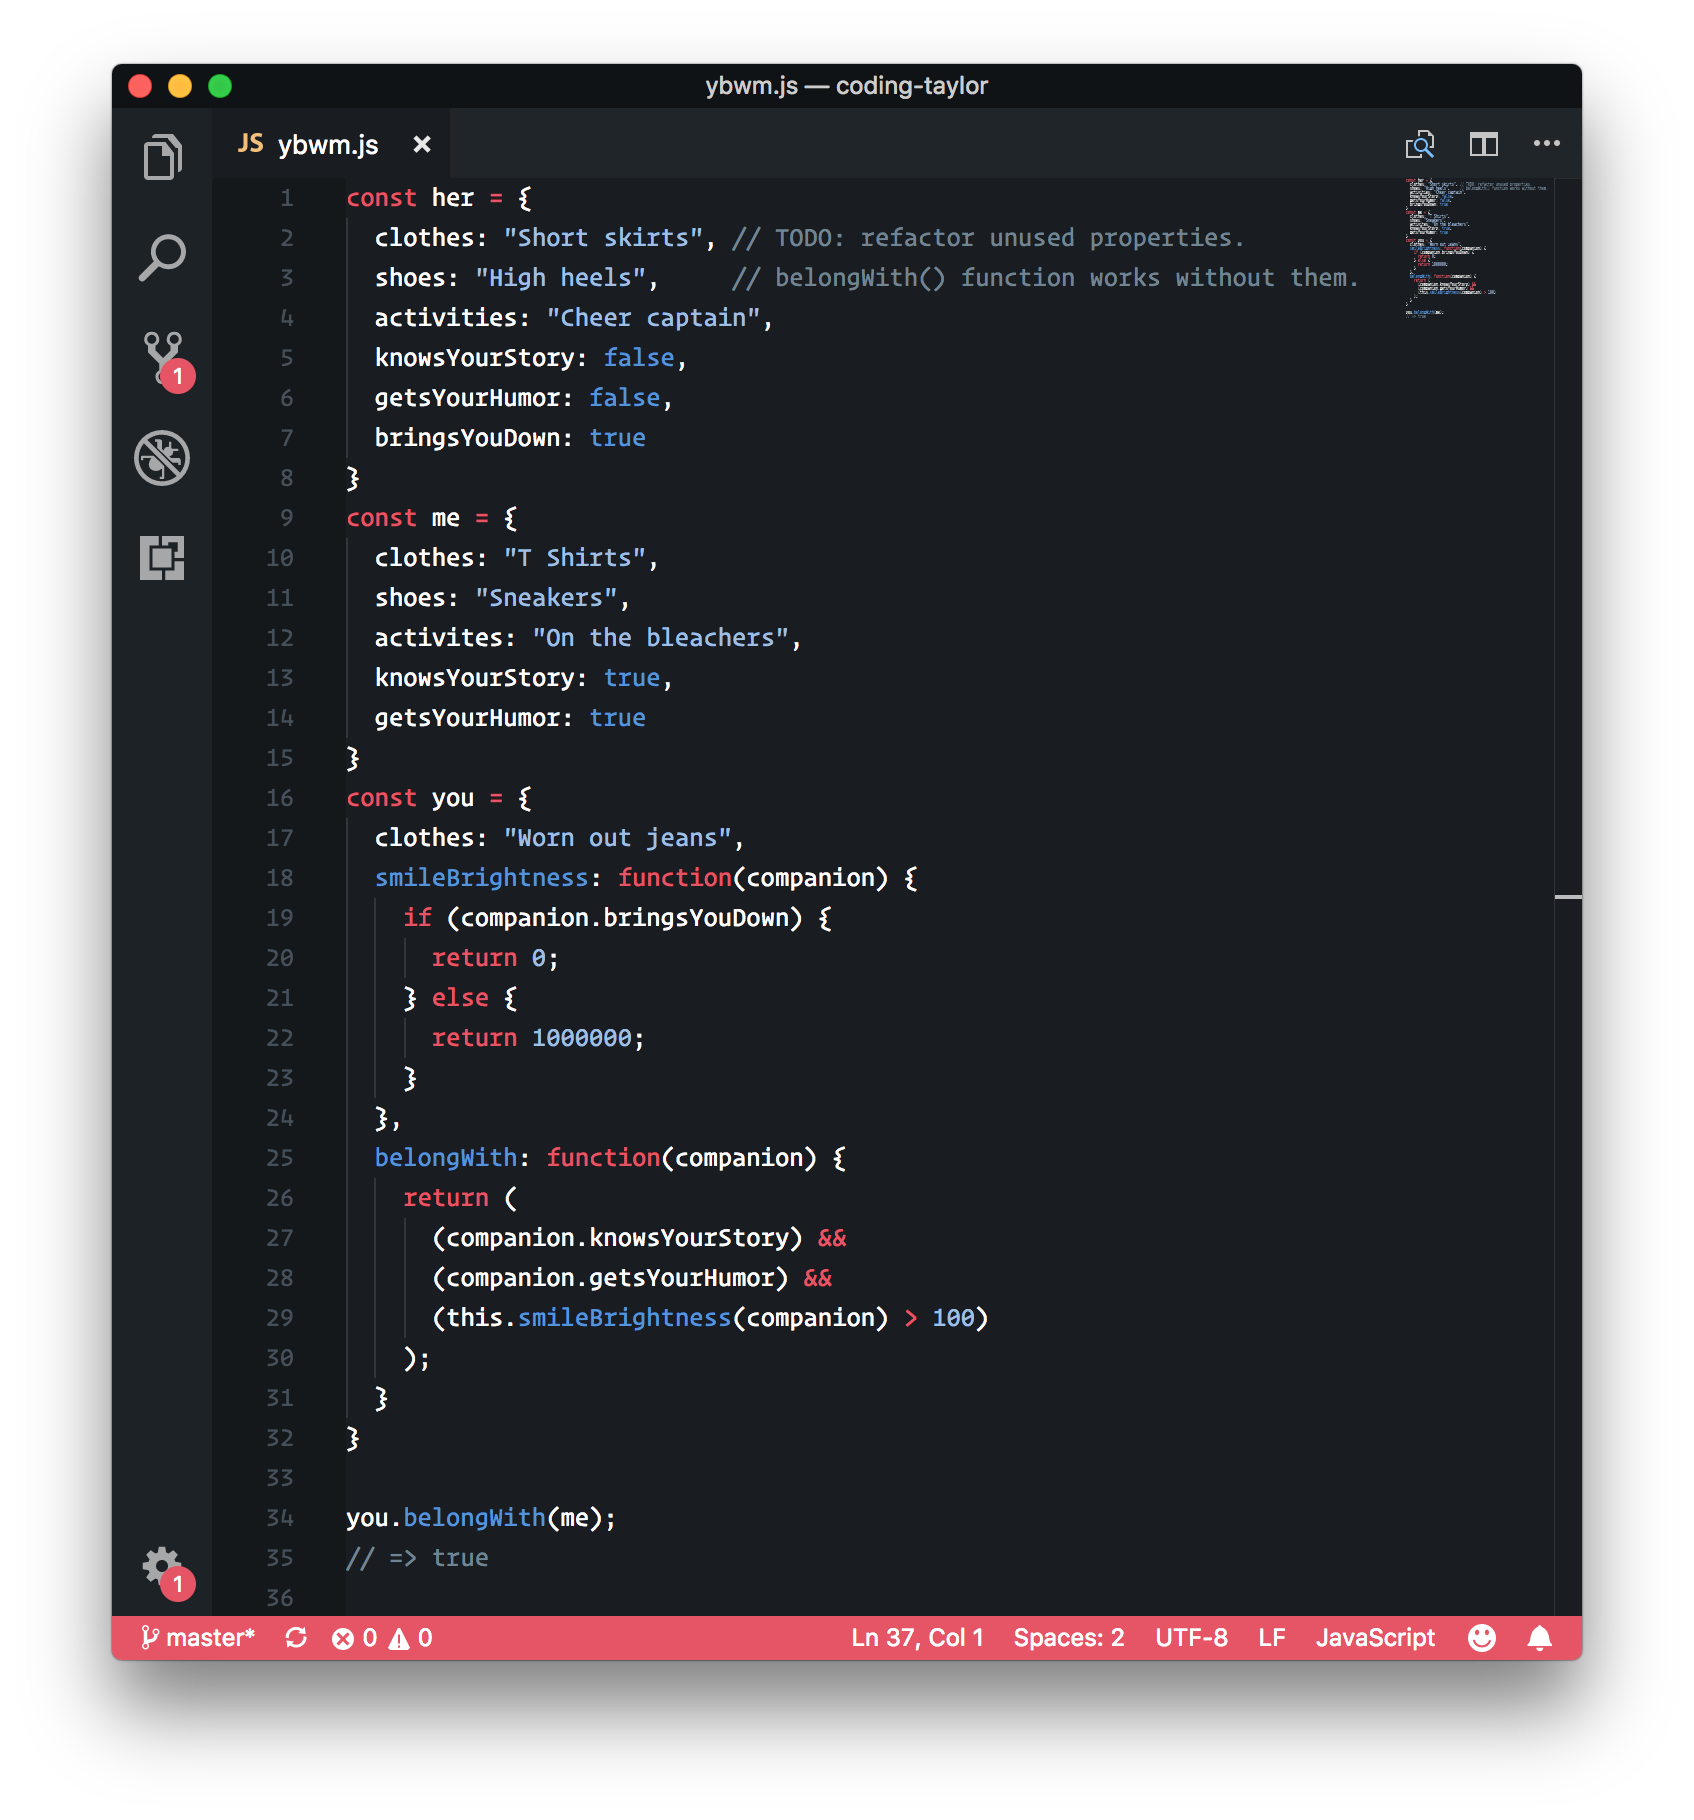 ybwm.js — coding-taylor
JS ybwm.js
1 const her = {
2 clothes: "Short skirts", // TODO: refactor unused properties.
3 shoes: "High heels",     // belongWith() function works without them.
4 activities: "Cheer captain",
5 knowsYourStory: false,
6 getsYourHumor: false,
7 bringsYouDown: true
8 }
9 const me = {
10 clothes: "T Shirts",
11 shoes: "Sneakers",
12 activites: "On the bleachers",
13 knowsYourStory: true,
14 getsYourHumor: true
15 }
16 const you = {
17 clothes: "Worn out jeans",
18 smileBrightness: function(companion) {
19 if (companion.bringsYouDown) {
20 return 0;
21 } else {
22 return 1000000;
23 }
24 },
25 belongWith: function(companion) {
26 return (
27 (companion.knowsYourStory) &&
28 (companion.getsYourHumor) &&
29 (this.smileBrightness(companion) > 100)
30 );
31 }
32 }
33
34 you.belongWith(me);
35 // => true
36
1
1
master* 0 0 Ln 37, Col 1 Spaces: 2 UTF-8 LF JavaScript